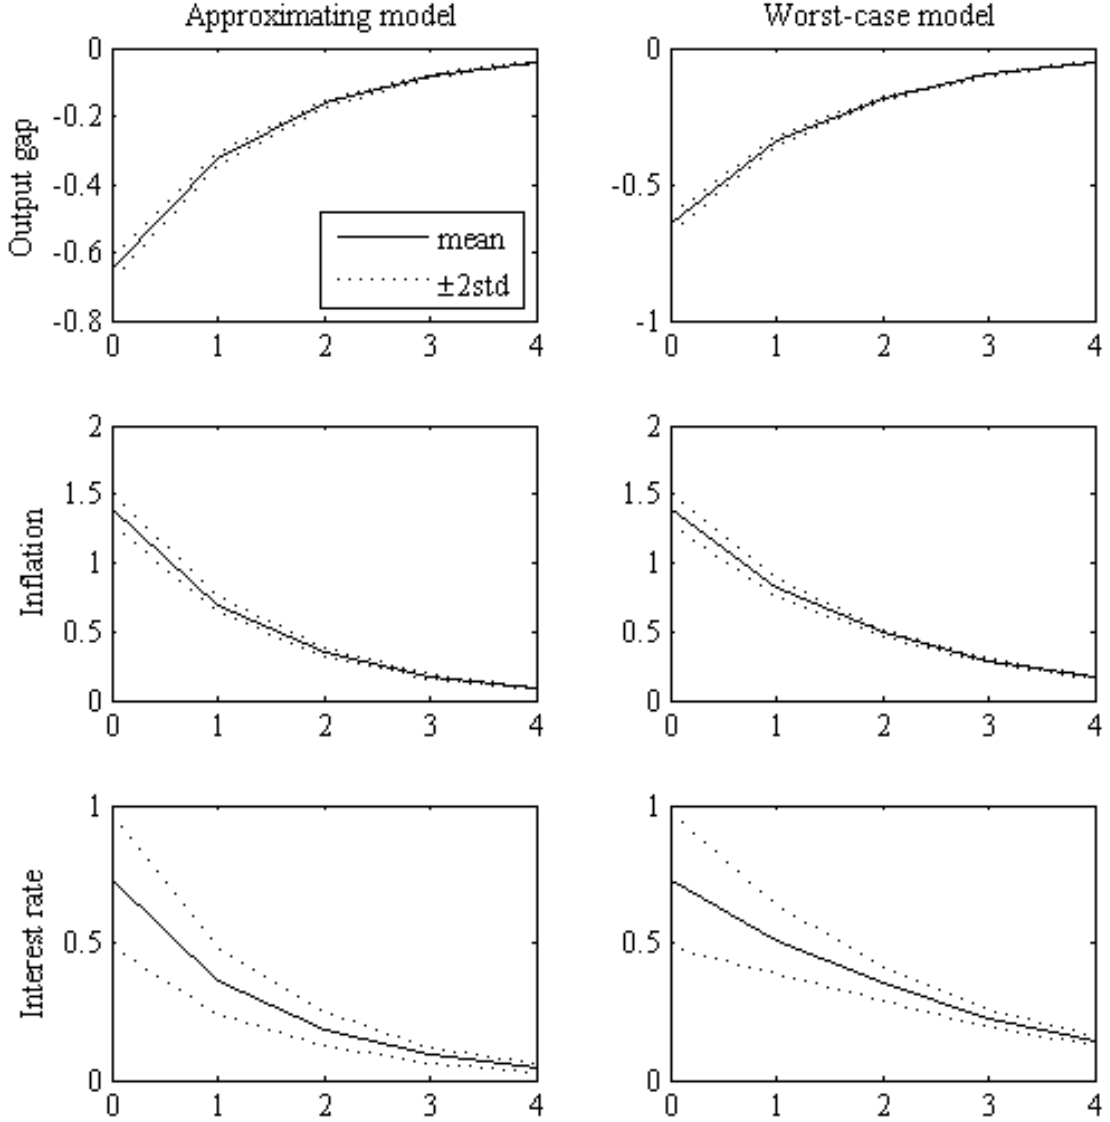 Approximating model
Worst-case model
Output gap
0
-0.2
-0.4
-0.6
-0.8
0 1 2 3 4
mean
±2std
0
-0.5
-1
0 1 2 3 4
Inflation
2
1.5
1
0.5
0
0 1 2 3 4
2
1.5
1
0.5
0
0 1 2 3 4
Interest rate
1
0.5
0
0 1 2 3 4
1
0.5
0
0 1 2 3 4